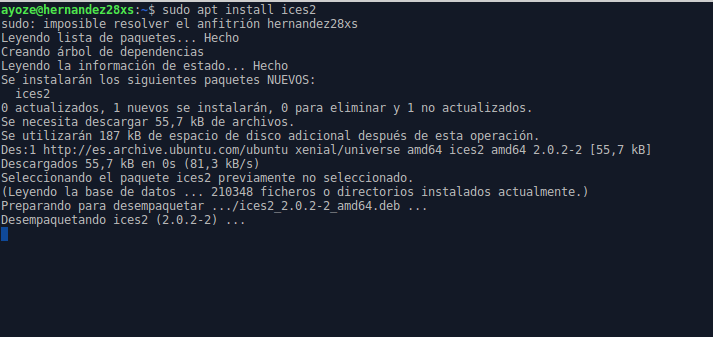 ayoze@hernandez28xs:~$ sudo apt install ices2
sudo: imposible resolver el anfitrión hernandez28xs
Leyendo lista de paquetes... Hecho
Creando árbol de dependencias
Leyendo la información de estado... Hecho
Se instalarán los siguientes paquetes NUEVOS:
  ices2
0 actualizados, 1 nuevos se instalarán, 0 para eliminar y 1 no actualizados.
Se necesita descargar 55,7 kB de archivos.
Se utilizarán 187 kB de espacio de disco adicional después de esta operación.
Des:1 http://es.archive.ubuntu.com/ubuntu xenial/universe amd64 ices2 amd64 2.0.2-2 [55,7 kB]
Descargados 55,7 kB en 0s (81,3 kB/s)
Seleccionando el paquete ices2 previamente no seleccionado.
(Leyendo la base de datos ... 210348 ficheros o directorios instalados actualmente.)
Preparando para desempaquetar .../ices2_2.0.2-2_amd64.deb ...
Desempaquetando ices2 (2.0.2-2) ...